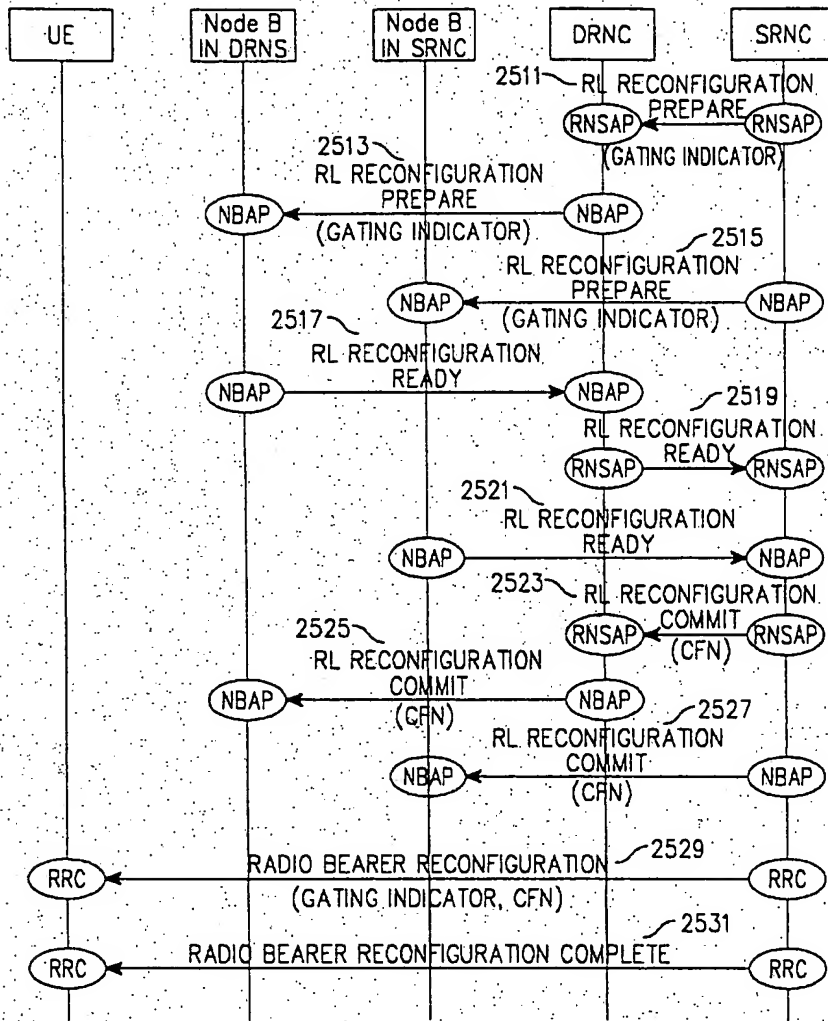 UE
Node B
IN DRNS
Node B
IN SRNC
DRNC
SRNC
2511
RL RECONFIGURATION
PREPARE
RNSAP
RNSAP
(GATING INDICATOR)
2513
RL RECONFIGURATION
PREPARE
NBAP
NBAP
(GATING INDICATOR)
2515
RL RECONFIGURATION
PREPARE
NBAP
NBAP
(GATING INDICATOR)
2517
RL RECONFIGURATION
READY
NBAP
NBAP
2519
RL RECONFIGURATION
READY
RNSAP
RNSAP
2521
RL RECONFIGURATION
READY
NBAP
NBAP
2523
RL RECONFIGURATION
COMMIT
RNSAP
RNSAP
(CFN)
2525
RL RECONFIGURATION
COMMIT
NBAP
NBAP
(CFN)
2527
RL RECONFIGURATION
COMMIT
NBAP
NBAP
(CFN)
2529
RADIO BEARER RECONFIGURATION
RRC
RRC
(GATING INDICATOR, CFN)
2531
RADIO BEARER RECONFIGURATION COMPLETE
RRC
RRC